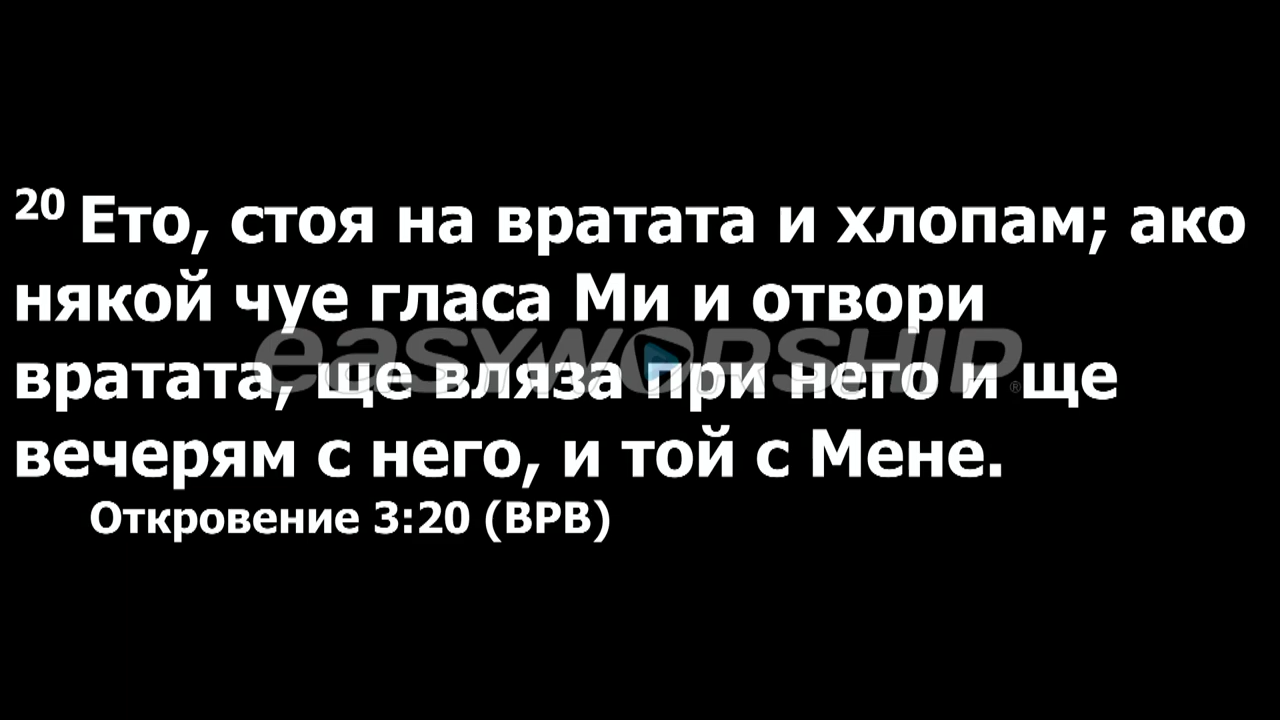 20 Ето, стоя на вратата и хлопам; ако
някой чуе гласа Ми и отвори
вратата, ще вляза при него и ще
вечерям с него, и той с Мене.
Откровение 3:20 (ВРВ)
easyworship®